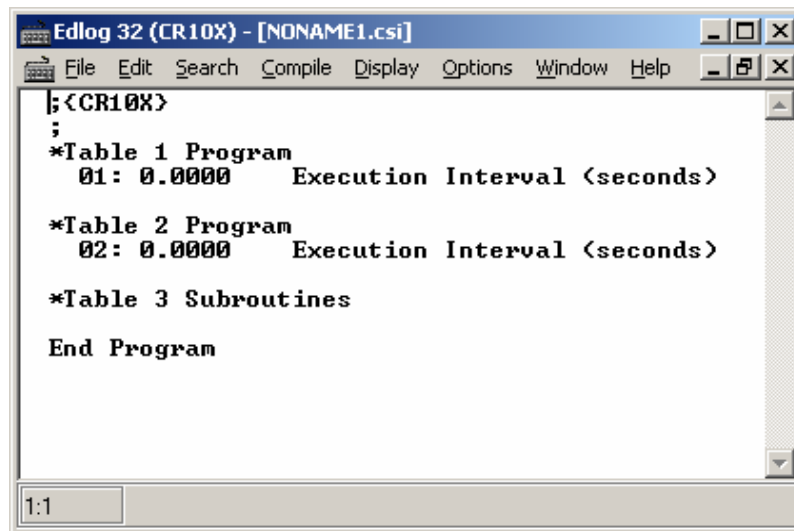 Edlog 32 (CR10X) - [NONAME1.csi]
File Edit Search Compile Display Options Window Help
;{CR10X}
;
*Table 1 Program
01: 0.0000 Execution Interval (seconds)
*Table 2 Program
02: 0.0000 Execution Interval (seconds)
*Table 3 Subroutines
End Program
1:1